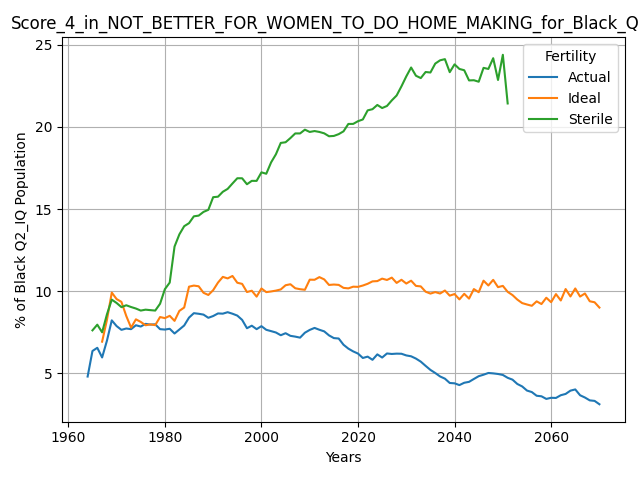 Score_4_in_NOT_BETTER_FOR_WOMEN_TO_DO_HOME_MAKING_for_Black_Q
25
20
15
10
5
% of Black Q2_IQ Population
Fertility
Actual
Ideal
Sterile
1960
1980
2000
2020
2040
2060
Years